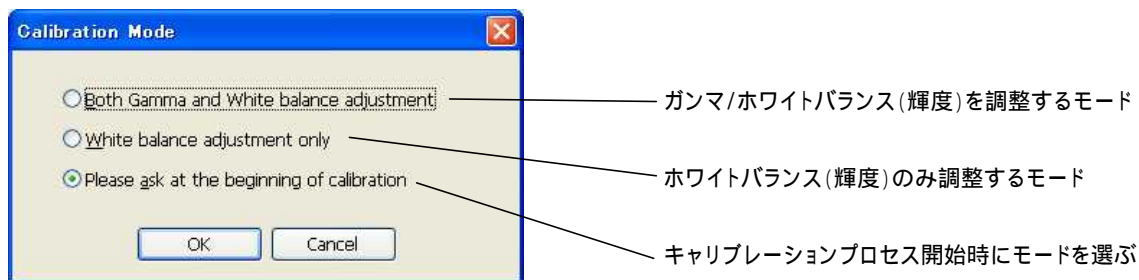 Calibration Mode
Both Gamma and White balance adjustment
ガンマ/ホワイトバランス(輝度)を調整するモード
White balance adjustment only
ホワイトバランス(輝度)のみ調整するモード
Please ask at the beginning of calibration
キャリブレーションプロセス開始時にモードを選ぶ
OK
Cancel